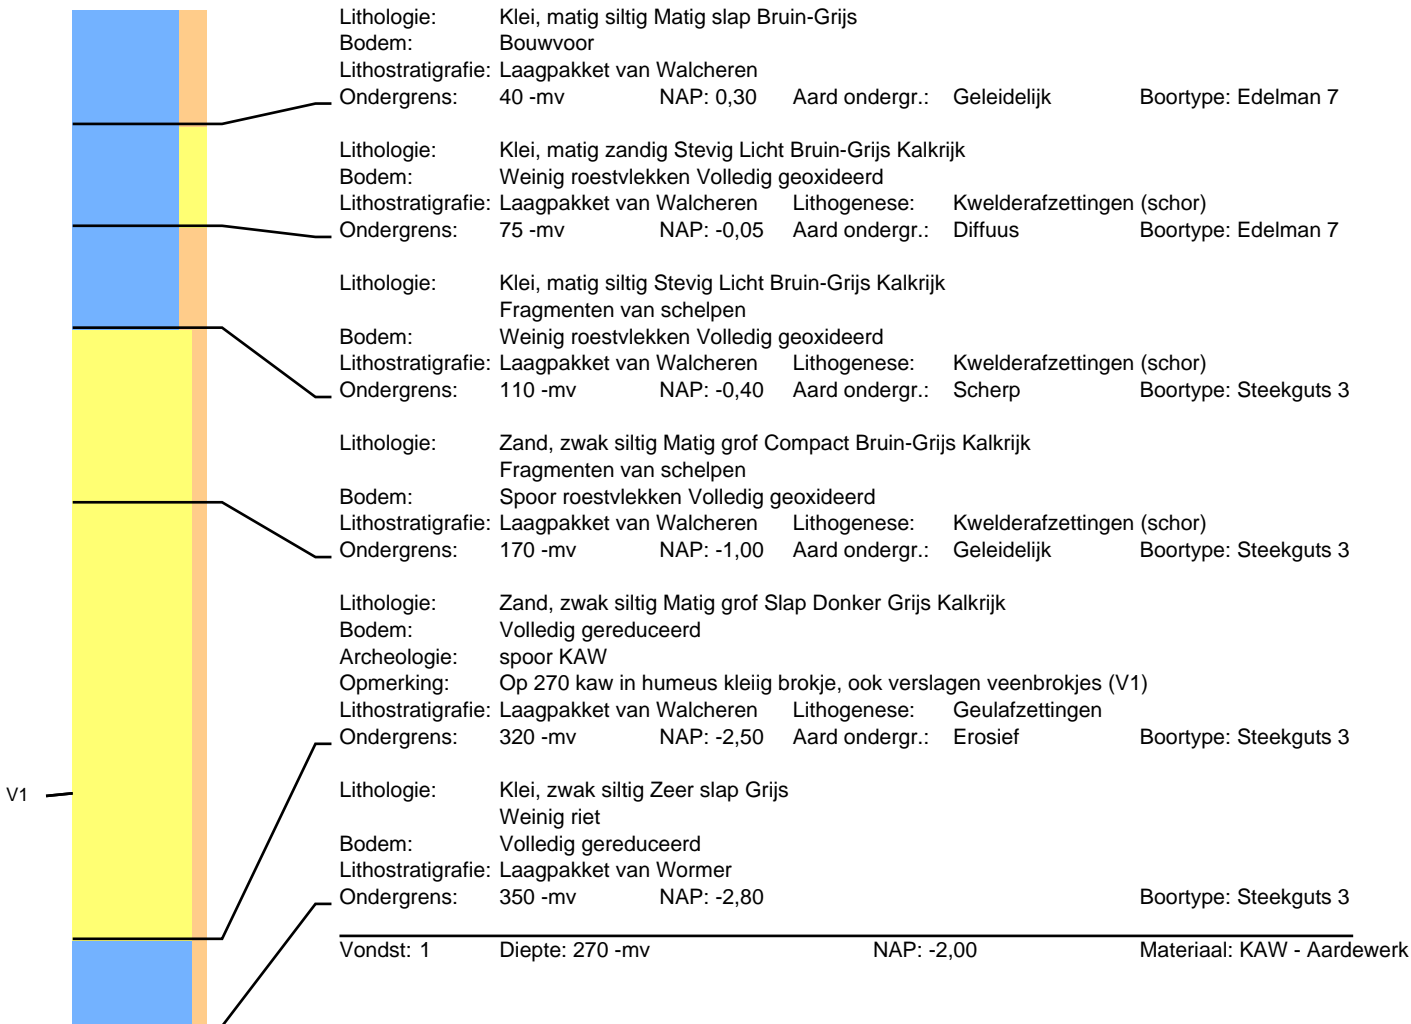 Lithologie: Klei, matig siltig Matig slap Bruin-Grijs
Bodem: Bouwvoor
Lithostratigrafie: Laagpakket van Walcheren
Ondergrens: 40 -mv NAP: 0,30 Aard ondergr.: Geleidelijk Boortype: Edelman 7
Lithologie: Klei, matig zandig Stevig Licht Bruin-Grijs Kalkrijk
Bodem: Weinig roestvlekken Volledig geoxideerd
Lithostratigrafie: Laagpakket van Walcheren Lithogenese: Kwelderafzettingen (schor)
Ondergrens: 75 -mv NAP: -0,05 Aard ondergr.: Diffuus Boortype: Edelman 7
Lithologie: Klei, matig siltig Stevig Licht Bruin-Grijs Kalkrijk
Fragmenten van schelpen
Bodem: Weinig roestvlekken Volledig geoxideerd
Lithostratigrafie: Laagpakket van Walcheren Lithogenese: Kwelderafzettingen (schor)
Ondergrens: 110 -mv NAP: -0,40 Aard ondergr.: Scherp Boortype: Steekguts 3
Lithologie: Zand, zwak siltig Matig grof Compact Bruin-Grijs Kalkrijk
Fragmenten van schelpen
Bodem: Spoor roestvlekken Volledig geoxideerd
Lithostratigrafie: Laagpakket van Walcheren Lithogenese: Kwelderafzettingen (schor)
Ondergrens: 170 -mv NAP: -1,00 Aard ondergr.: Geleidelijk Boortype: Steekguts 3
Lithologie: Zand, zwak siltig Matig grof Slap Donker Grijs Kalkrijk
Bodem: Volledig gereduceerd
Archeologie: spoor KAW
Opmerking: Op 270 kaw in humeus kleiig brokje, ook verslagen veenbrokjes (V1)
Lithostratigrafie: Laagpakket van Walcheren Lithogenese: Geulafzettingen
Ondergrens: 320 -mv NAP: -2,50 Aard ondergr.: Erosief Boortype: Steekguts 3
V1
Lithologie: Klei, zwak siltig Zeer slap Grijs
Weinig riet
Bodem: Volledig gereduceerd
Lithostratigrafie: Laagpakket van Wormer
Ondergrens: 350 -mv NAP: -2,80 Boortype: Steekguts 3
Vondst: 1 Diepte: 270 -mv NAP: -2,00 Materiaal: KAW - Aardewerk